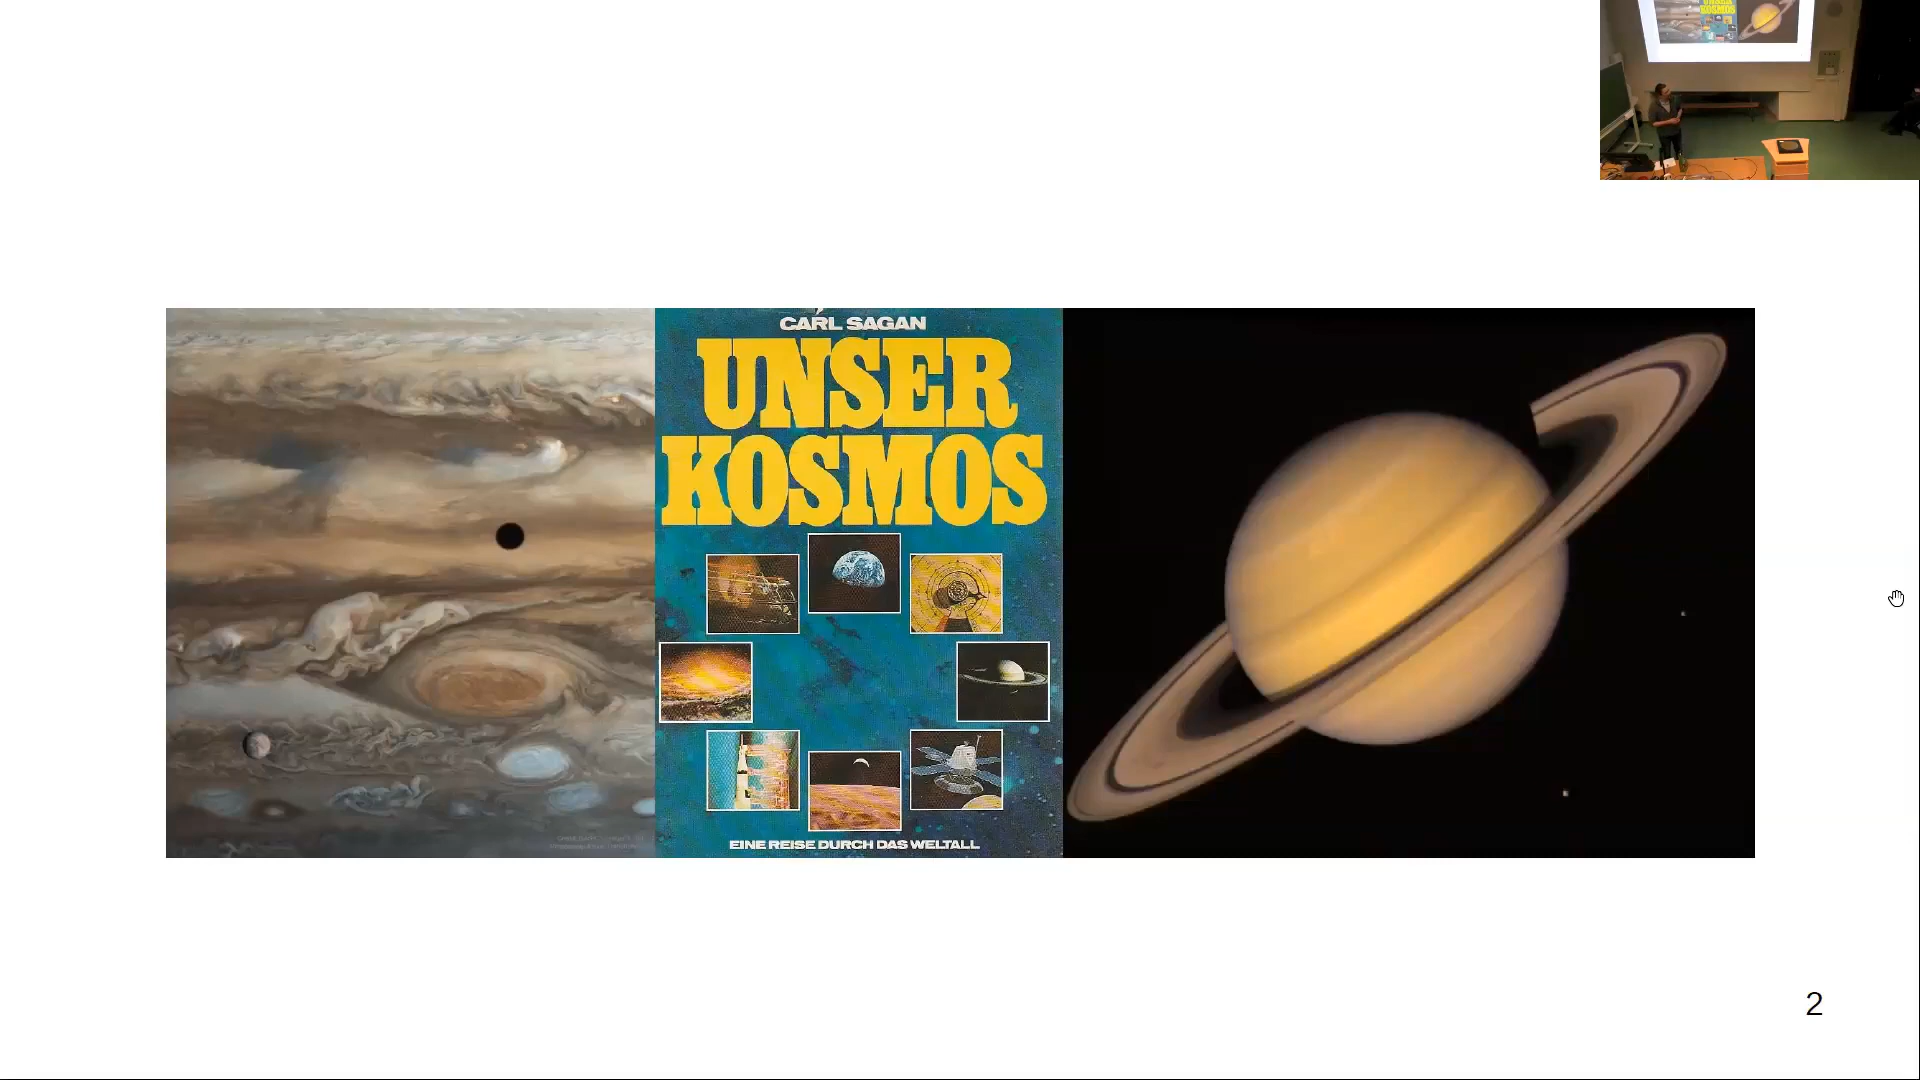 CARL SAGAN
UNSER
KOSMOS
EINE REISE DURCH DAS WELTALL
2